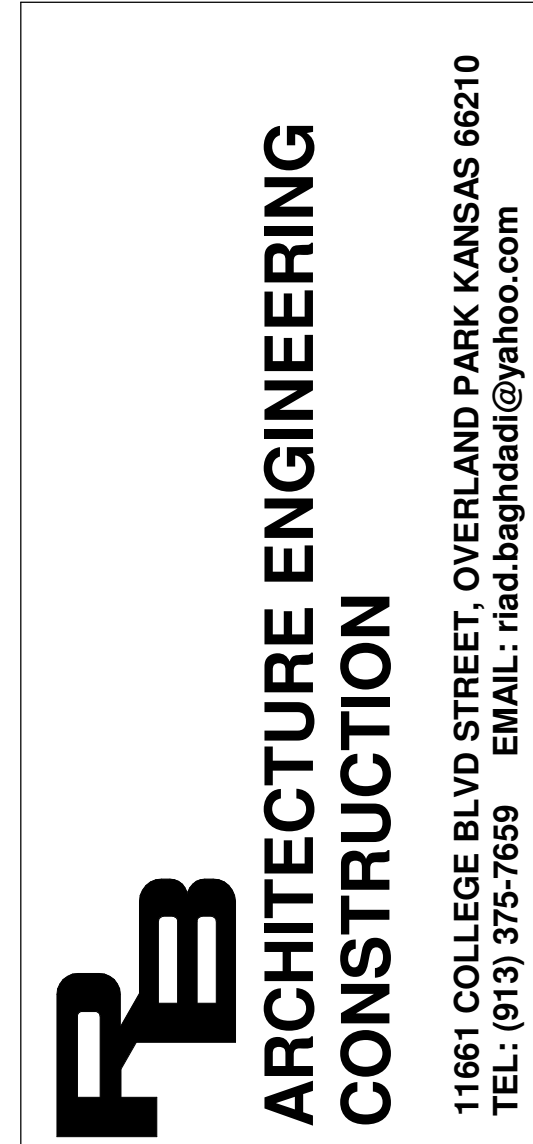 RB
ARCHITECTURE ENGINEERING
CONSTRUCTION
11661 COLLEGE BLVD STREET, OVERLAND PARK KANSAS 66210
TEL: (913) 375-7659 EMAIL: riad.baghdadi@yahoo.com